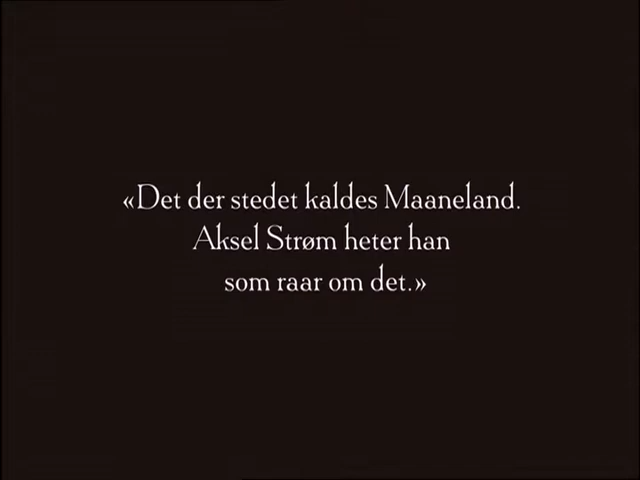 «Det der stedet kaldes Maaneland.
Aksel Strøm heter han
som raar om det.»